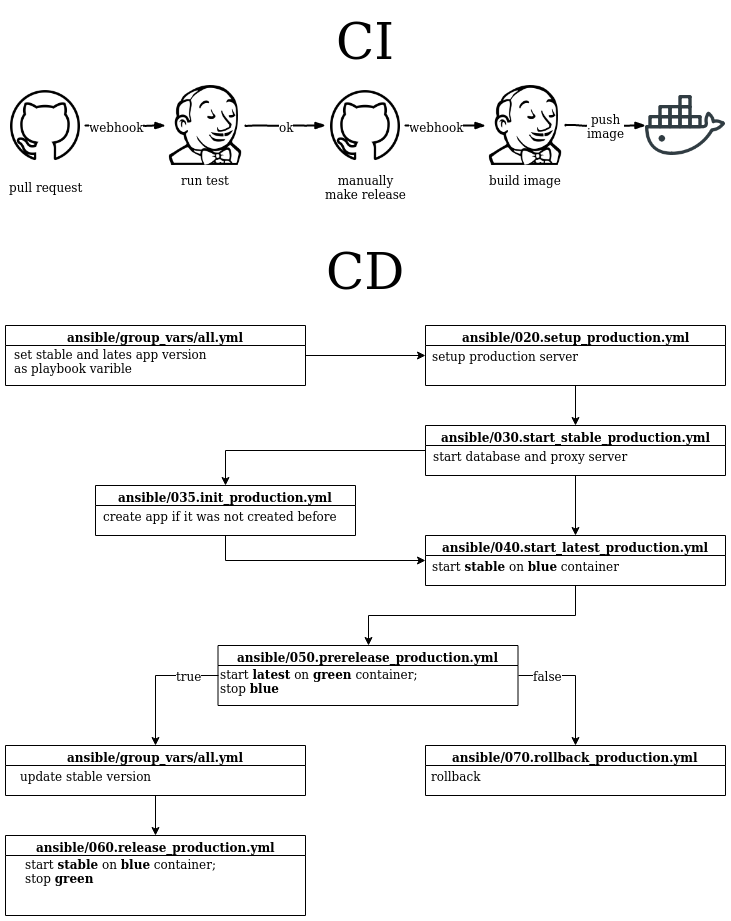 CI
webhook
ok
webhook
push
image
pull request
run test
manually
make release
build image
CD
ansible/group_vars/all.yml
set stable and lates app version
as playbook varible
ansible/020.setup_production.yml
setup production server
ansible/030.start_stable_production.yml
start database and proxy server
ansible/035.init_production.yml
create app if it was not created before
ansible/040.start_latest_production.yml
start stable on blue container
ansible/050.prerelease_production.yml
start latest on green container;
stop blue
true
false
ansible/group_vars/all.yml
update stable version
ansible/070.rollback_production.yml
rollback
ansible/060.release_production.yml
start stable on blue container;
stop green